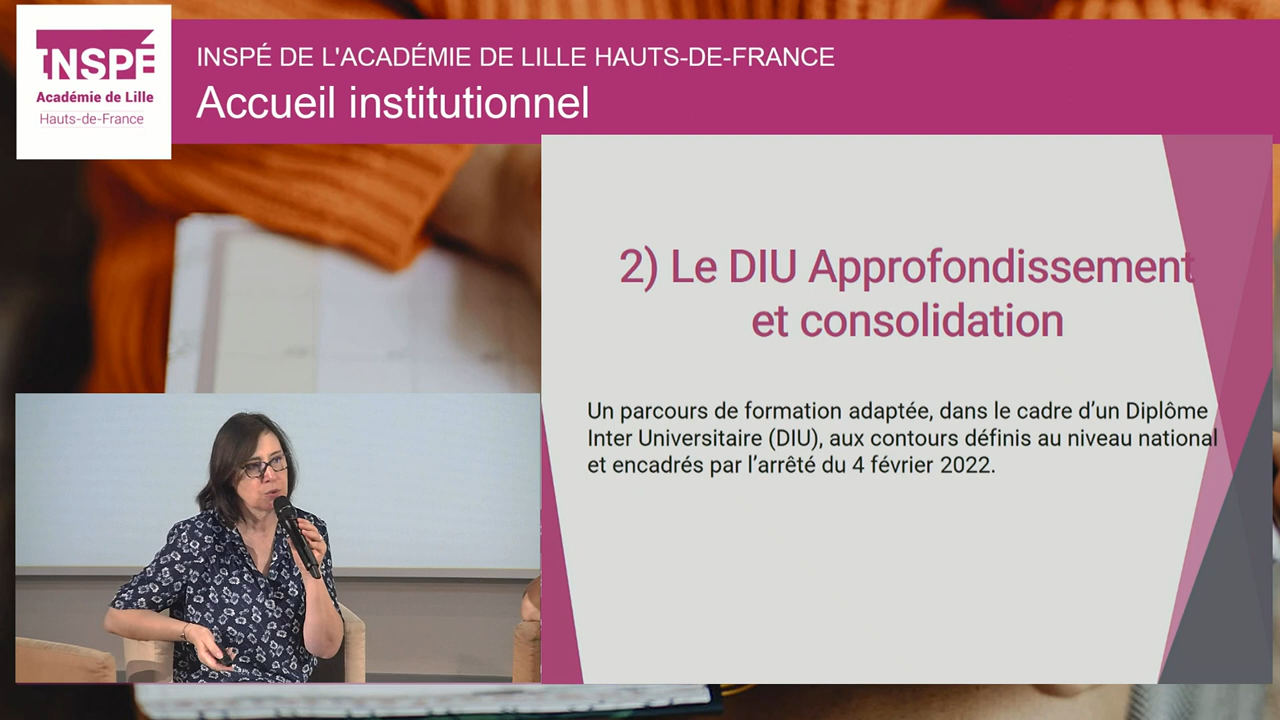 INSPÉ
Académie de Lille
Hauts-de-France
INSPÉ DE L'ACADÉMIE DE LILLE HAUTS-DE-FRANCE
Accueil institutionnel
2) Le DIU Approfondissement
et consolidation
Un parcours de formation adaptée, dans le cadre d’un Diplôme
Inter Universitaire (DIU), aux contours définis au niveau national
et encadrés par l’arrêté du 4 février 2022.